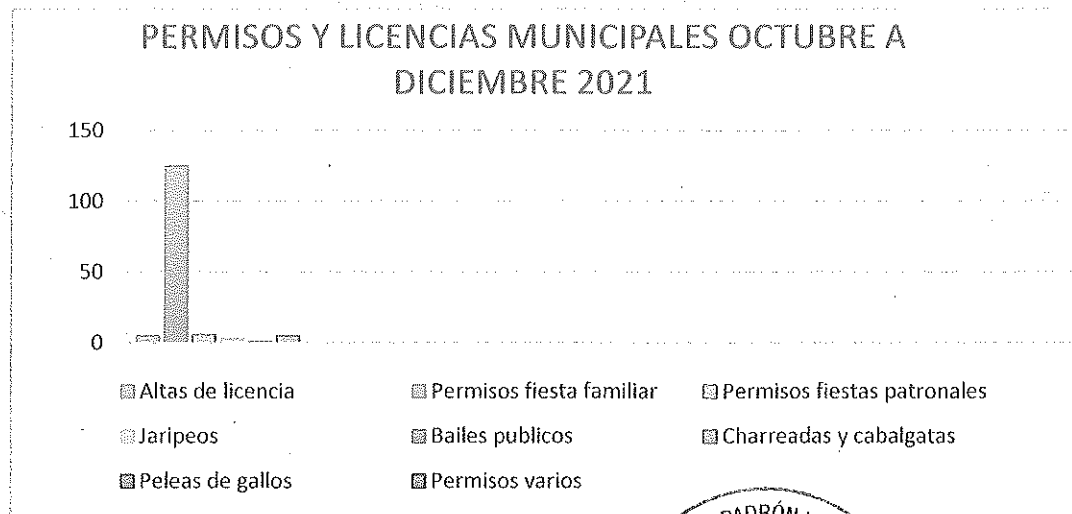 PERMISOS Y LICENCIAS MUNICIPALES OCTUBRE A
DICIEMBRE 2021
150
100
50
0
Altas de licencia Permisos fiesta familiar Permisos fiestas patronales
Jaripeos Bailes publicos Charreadas y cabalgatas
Peleas de gallos Permisos varios
PADRÓN